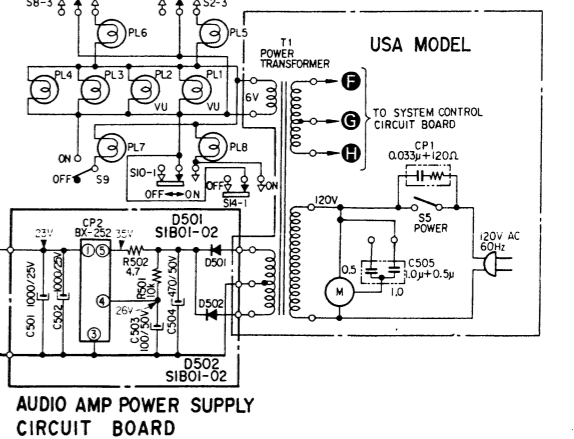 S8-3
S2-3
PL6
PL5
USA MODEL
T1
POWER
TRANSFORMER
PL4
PL3
PL2
PL1
VU
VU
6V
F
G
H
TO SYSTEM CONTROL
CIRCUIT BOARD
CP1
0.033µ+120Ω
PL7
PL8
ON
OFF
S9
S10-1
OFF↔ON
OFF
ON
S14-1
120V
S5
POWER
120V AC
60Hz
C505
1.0µ+0.5µ
0.5
1.0
M
23V
CP2
BX-252
35V
D501
S1B01-02
1
5
4
3
R502
4.7
D501
R501
10k
470/50V
C504
26V
C503
100/50V
D502
C501 1000/25V
C502 1000/25V
D502
S1B01-02
AUDIO AMP POWER SUPPLY
CIRCUIT BOARD